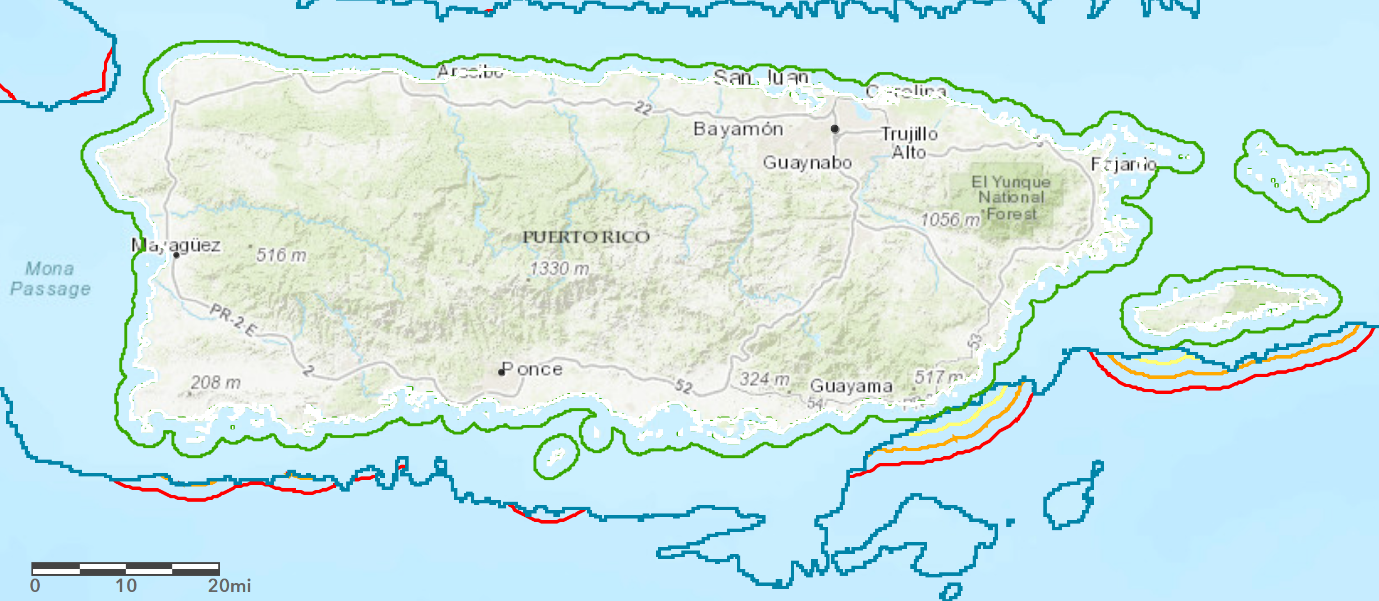 Arecibo
San Juan
Carolina
22
Bayamón
Trujillo
Alto
Guaynabo
Fajardo
El Yunque
National
Forest
1056 m
Mayagüez
516 m
PUERTO RICO
1330 m
Mona
Passage
PR-2 E
2
53
Ponce
208 m
52
324 m
Guayama
517 m
54
0 10 20mi